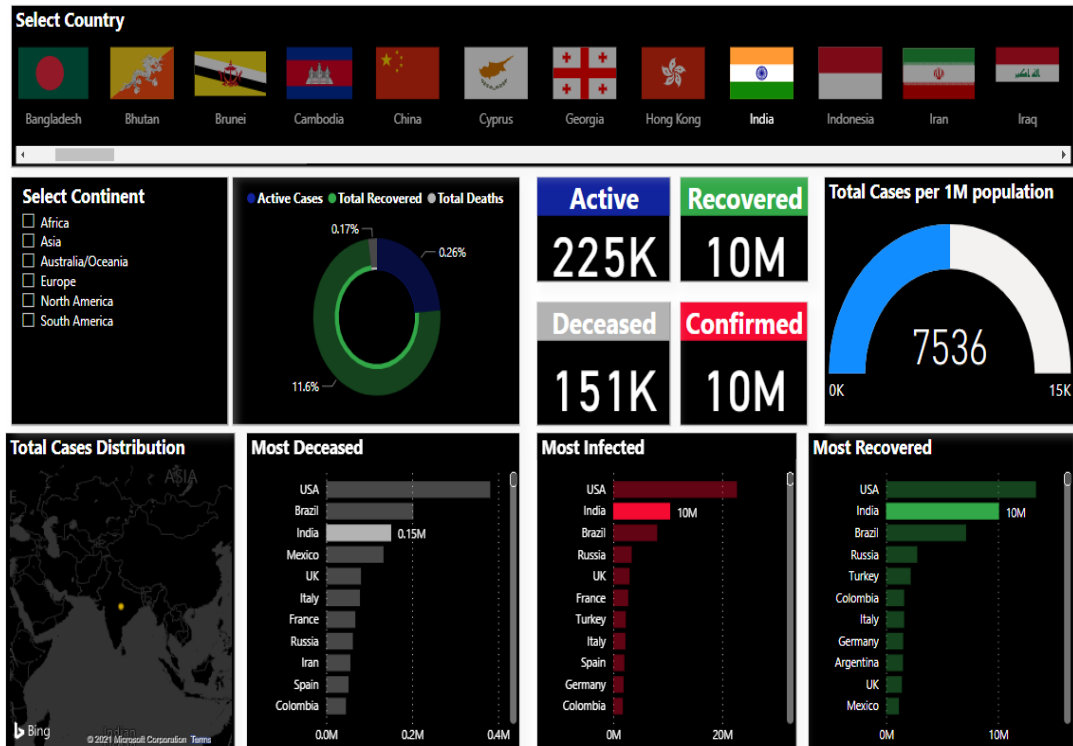 Select Country
Bangladesh Bhutan Brunei Cambodia China Cyprus Georgia Hong Kong India Indonesia Iran Iraq
Select Continent
Africa
Asia
Australia/Oceania
Europe
North America
South America
Active Cases Total Recovered Total Deaths
0.17%
0.26%
11.6%
Active
225K
Recovered
10M
Deceased
151K
Confirmed
10M
Total Cases per 1M population
7536
0K 15K
Total Cases Distribution
ASIA
Indian
Bing
© 2021 Microsoft Corporation Terms
Most Deceased
USA
Brazil
India 0.15M
Mexico
UK
Italy
France
Russia
Iran
Spain
Colombia
0.0M 0.2M 0.4M
Most Infected
USA
India 10M
Brazil
Russia
UK
France
Turkey
Italy
Spain
Germany
Colombia
0M 20M
Most Recovered
USA
India 10M
Brazil
Russia
Turkey
Colombia
Italy
Germany
Argentina
UK
Mexico
0M 10M